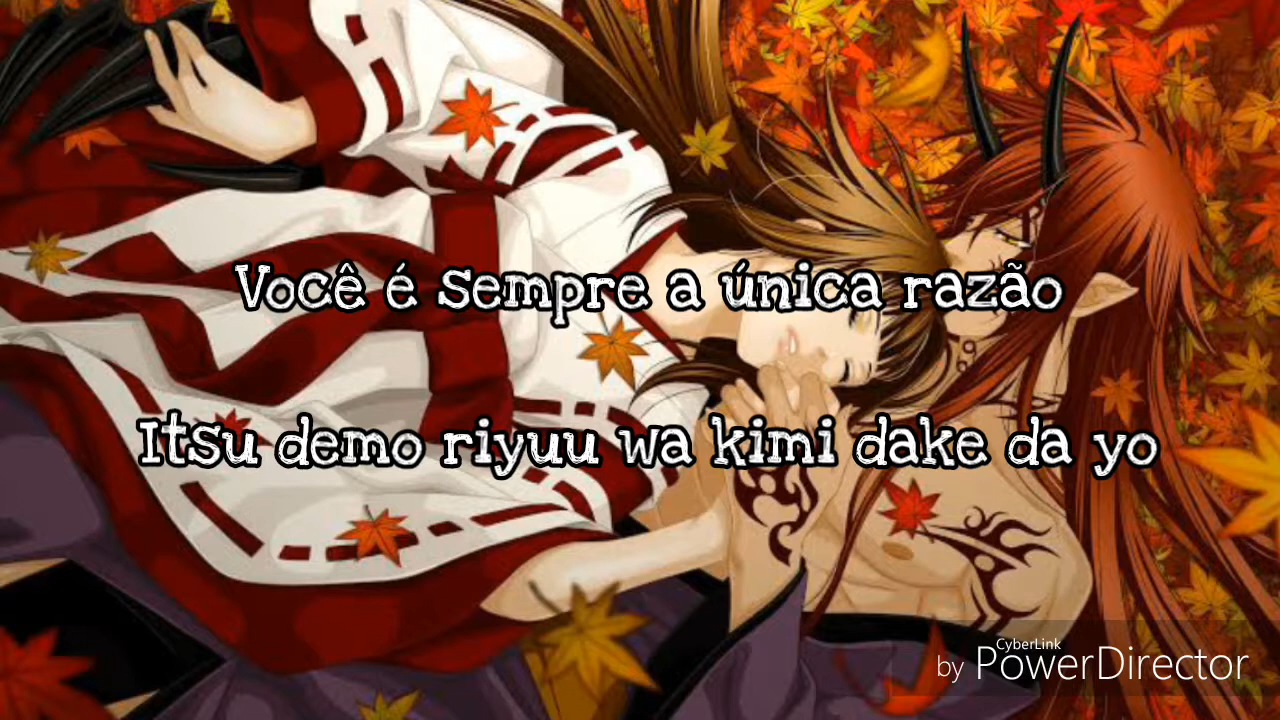 Você é sempre a única razão
Itsu demo riyuu wa kimi dake da yo
CyberLink
by PowerDirector